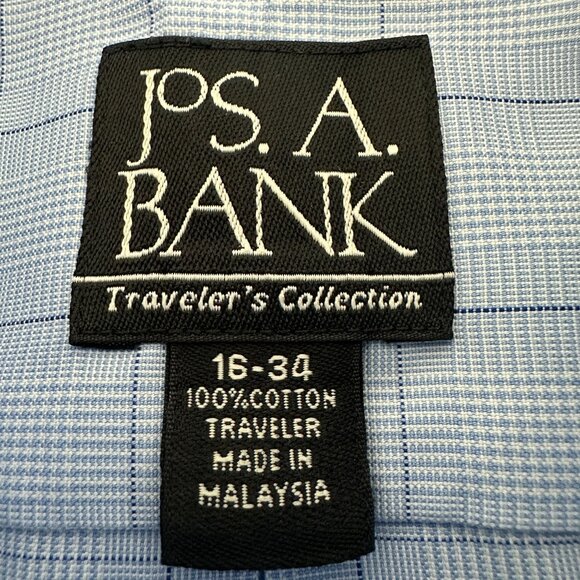 JOS. A.
BANK
Traveler's Collection
16-34
100%COTTON
TRAVELER
MADE IN
MALAYSIA